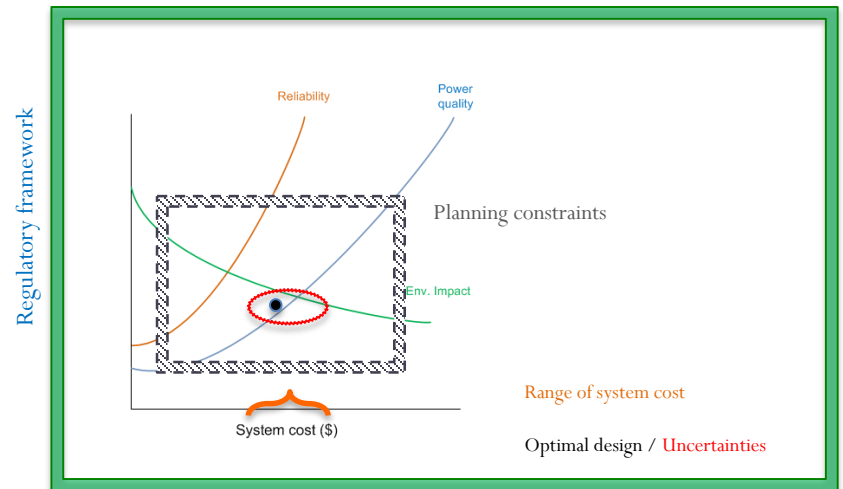 Regulatory framework
Reliability
Power
quality
Planning constraints
Env. Impact
Range of system cost
System cost ($)
Optimal design / Uncertainties